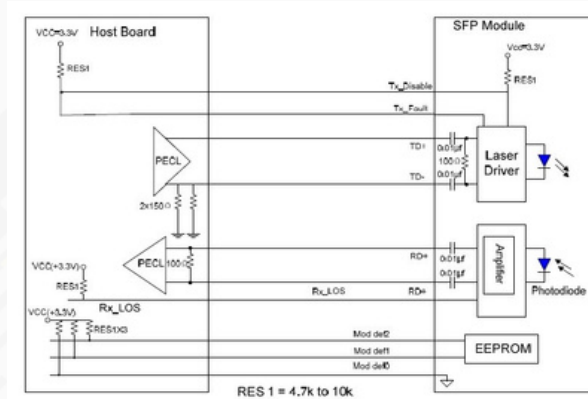 Host Board
SFP Module
VCC=3.3V
Vcc=3.3V
RES1
RES1
Tx_Disable
Tx_Fault
PECL
TD+
0.01µf
100Ω
0.01µf
TD-
Laser
Driver
2x150Ω
VCC(+3.3V)
PECL
100Ω
RD+
0.01µf
0.01µf
Amplifier
RES1
Rx_LOS
Rx_LOS
RD+
Photodiode
VCC(+3.3V)
RES1X3
Mod def2
Mod def1
Mod def0
EEPROM
RES 1 = 4.7k to 10k